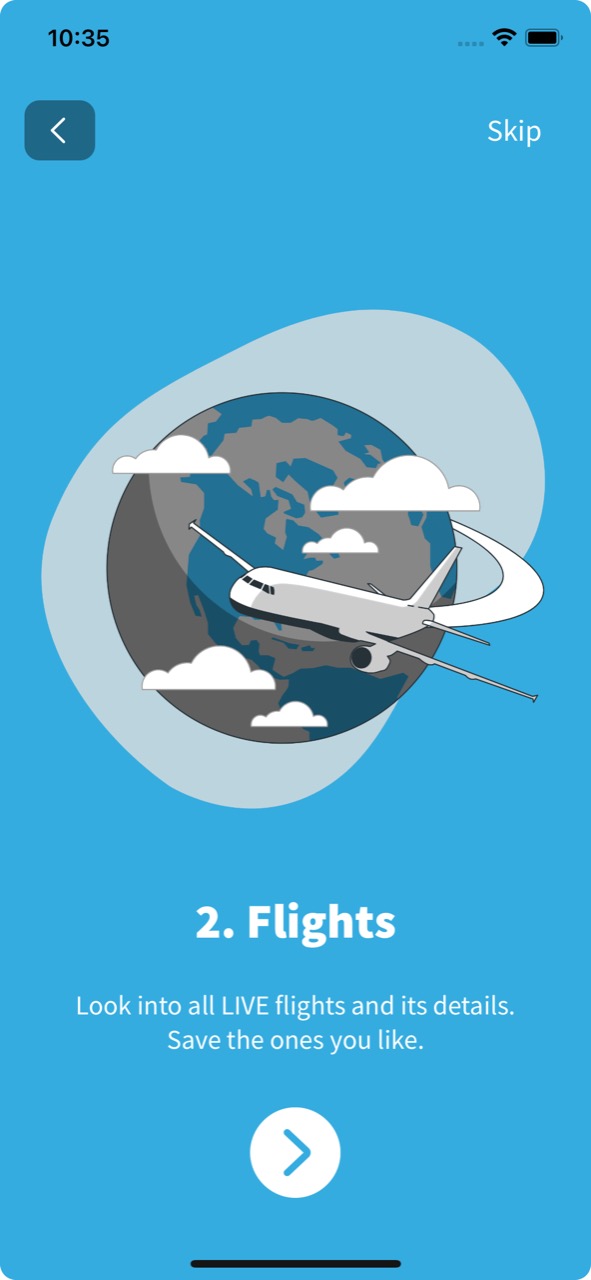 10:35
Skip
2. Flights
Look into all LIVE flights and its details.
Save the ones you like.